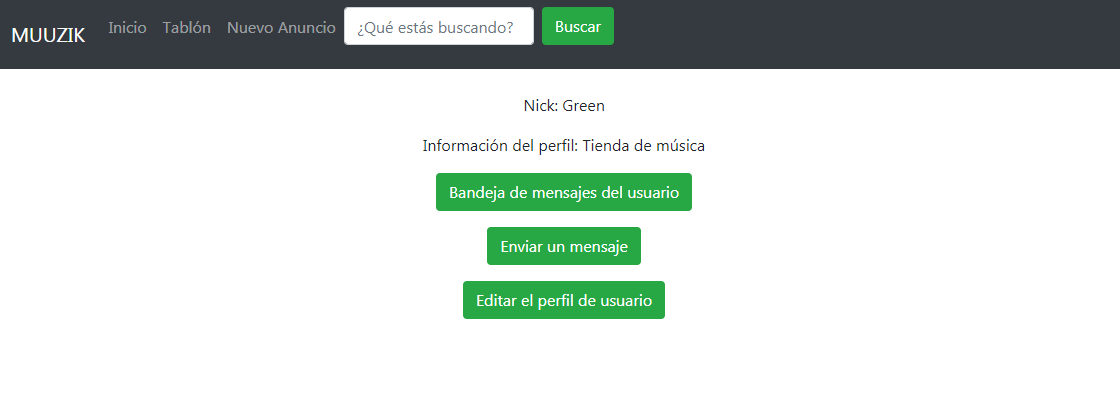 MUUZIK Inicio Tablón Nuevo Anuncio ¿Qué estás buscando? Buscar
Nick: Green
Información del perfil: Tienda de música
Bandeja de mensajes del usuario
Enviar un mensaje
Editar el perfil de usuario